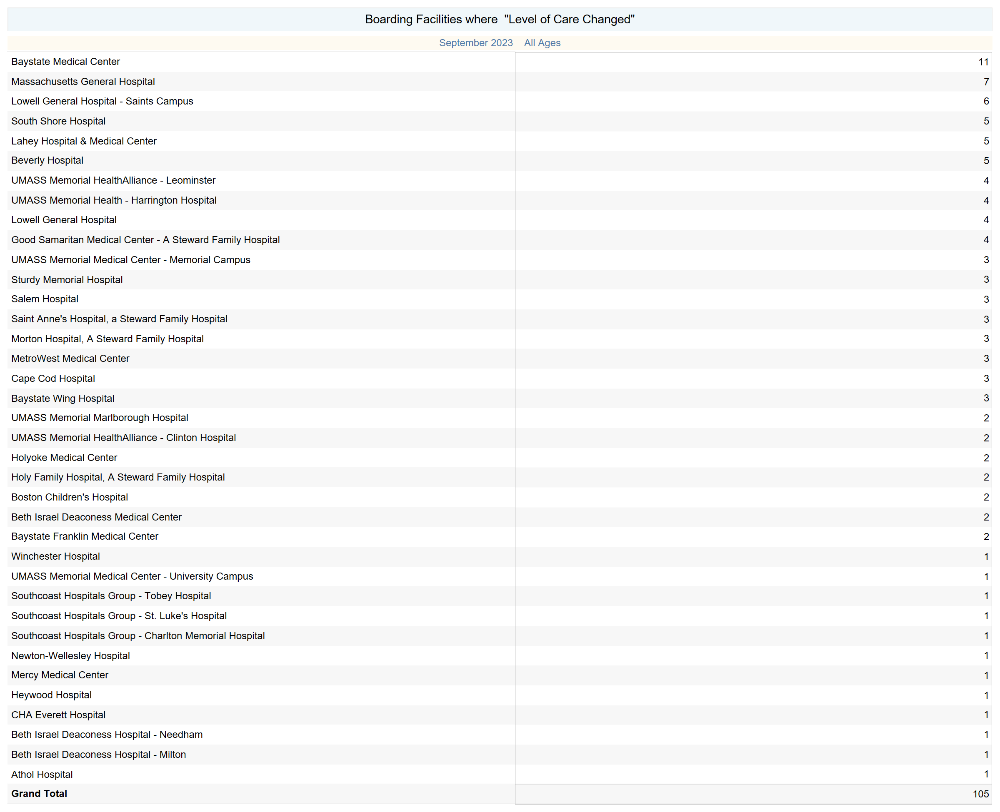 Boarding Facilities where "Level of Care Changed"
September 2023 All Ages
Baystate Medical Center 11
Massachusetts General Hospital 7
Lowell General Hospital - Saints Campus 6
South Shore Hospital 5
Lahey Hospital & Medical Center 5
Beverly Hospital 5
UMASS Memorial HealthAlliance - Leominster 4
UMASS Memorial Health - Harrington Hospital 4
Lowell General Hospital 4
Good Samaritan Medical Center - A Steward Family Hospital 4
UMASS Memorial Medical Center - Memorial Campus 3
Sturdy Memorial Hospital 3
Salem Hospital 3
Saint Anne's Hospital, a Steward Family Hospital 3
Morton Hospital, A Steward Family Hospital 3
MetroWest Medical Center 3
Cape Cod Hospital 3
Baystate Wing Hospital 3
UMASS Memorial Marlborough Hospital 2
UMASS Memorial HealthAlliance - Clinton Hospital 2
Holyoke Medical Center 2
Holy Family Hospital, A Steward Family Hospital 2
Boston Children's Hospital 2
Beth Israel Deaconess Medical Center 2
Baystate Franklin Medical Center 2
Winchester Hospital 1
UMASS Memorial Medical Center - University Campus 1
Southcoast Hospitals Group - Tobey Hospital 1
Southcoast Hospitals Group - St. Luke's Hospital 1
Southcoast Hospitals Group - Charlton Memorial Hospital 1
Newton-Wellesley Hospital 1
Mercy Medical Center 1
Heywood Hospital 1
CHA Everett Hospital 1
Beth Israel Deaconess Hospital - Needham 1
Beth Israel Deaconess Hospital - Milton 1
Athol Hospital 1
Grand Total 105